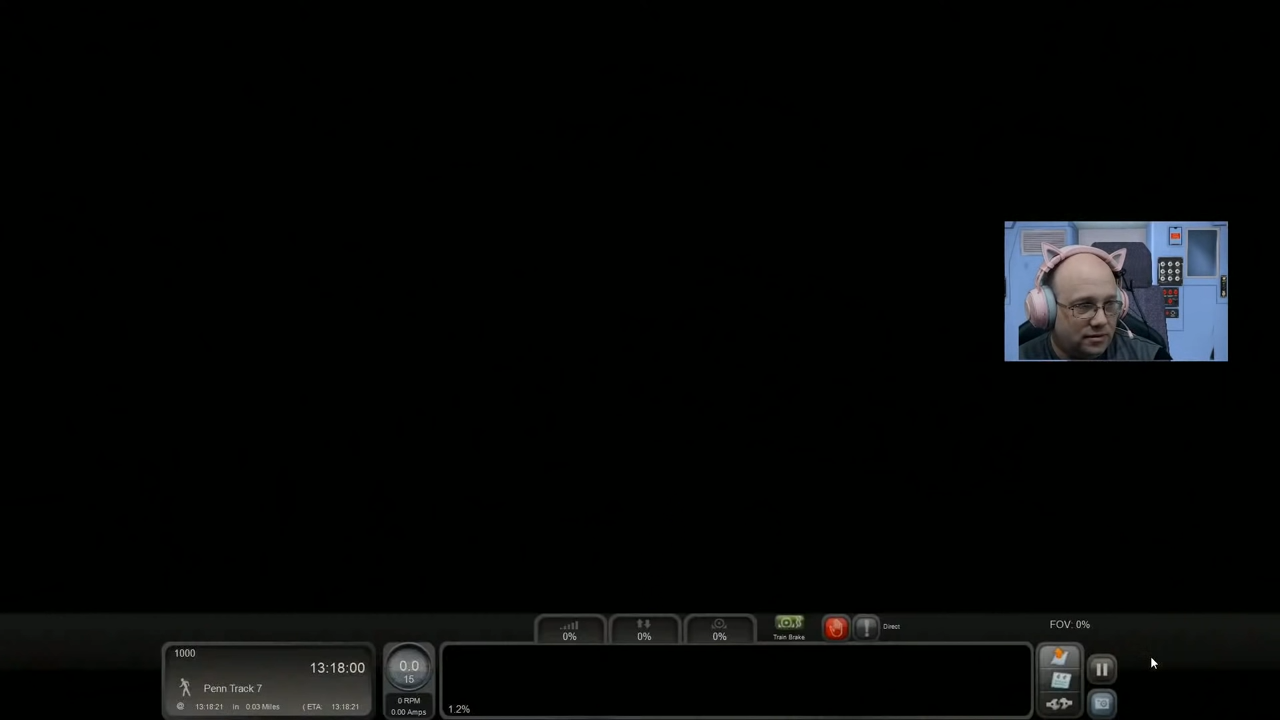 0%
0%
0%
Train Brake
Direct
FOV: 0%
1000
13:18:00
Penn Track 7
@ 13:18:21 in 0.03 Miles ( ETA: 13:18:21
0.0
15
0 RPM
0.00 Amps
1.2%